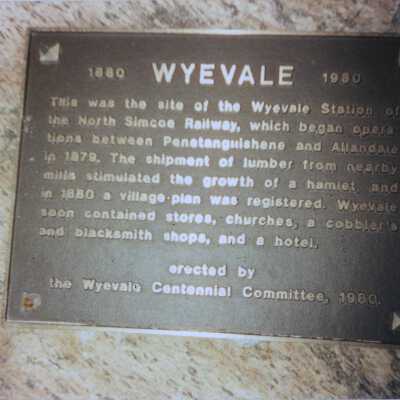 1880 WYEVALE 1980
This was the site of the Wyevale Station of
the North Simcoe Railway, which began opera
tions between Penetanguishene and Allandale
in 1879. The shipment of lumber from nearby
mills stimulated the growth of a hamlet, and
in 1880 a village plan was registered. Wyevale
soon contained stores, churches, a cobbler's
and blacksmith shops, and a hotel.
erected by
the Wyevale Centennial Committee, 1980.